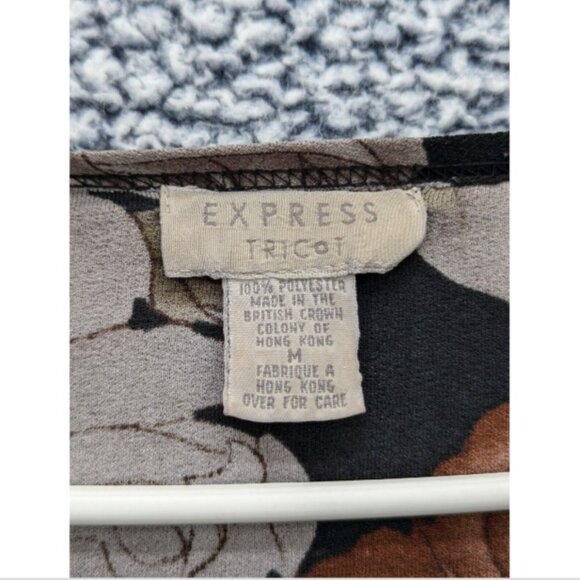 EXPRESS
TRICOT
100% POLYESTER
MADE IN THE
BRITISH CROWN
COLONY OF
HONG KONG
M
FABRIQUE A
HONG KONG
OVER FOR CARE